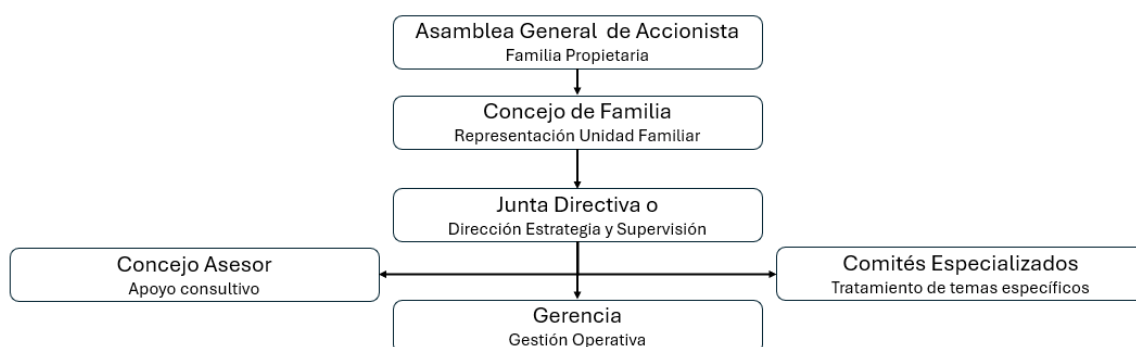 Asamblea General de Accionista
Familia Propietaria
Concejo de Familia
Representación Unidad Familiar
Junta Directiva o
Dirección Estrategia y Supervisión
Concejo Asesor
Apoyo consultivo
Comités Especializados
Tratamiento de temas específicos
Gerencia
Gestión Operativa